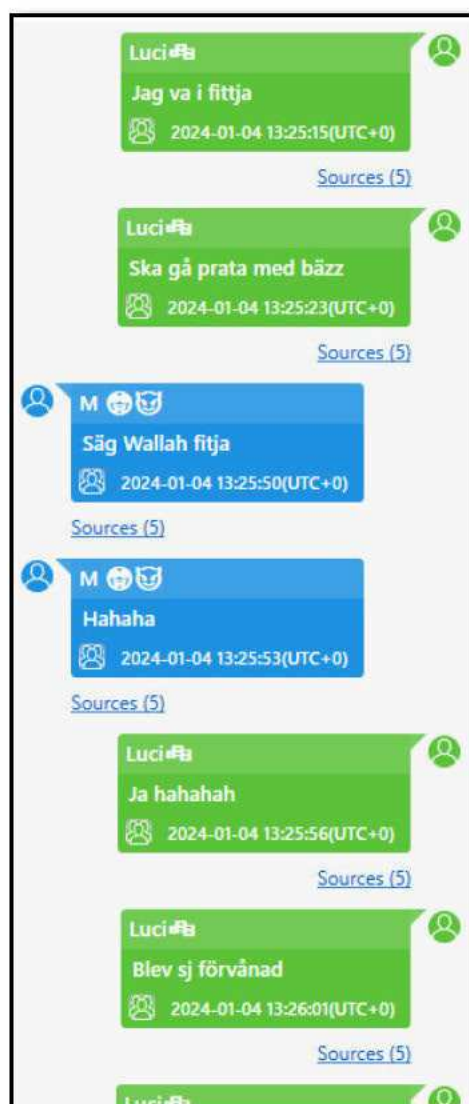 Luci
Jag va i fittja
2024-01-04 13:25:15(UTC+0)
Sources (5)
Luci
Ska gå prata med bäzz
2024-01-04 13:25:23(UTC+0)
Sources (5)
M
Säg Wallah fitja
2024-01-04 13:25:50(UTC+0)
Sources (5)
M
Hahaha
2024-01-04 13:25:53(UTC+0)
Sources (5)
Luci
Ja hahahah
2024-01-04 13:25:56(UTC+0)
Sources (5)
Luci
Blev sj förvånad
2024-01-04 13:26:01(UTC+0)
Sources (5)
Luci